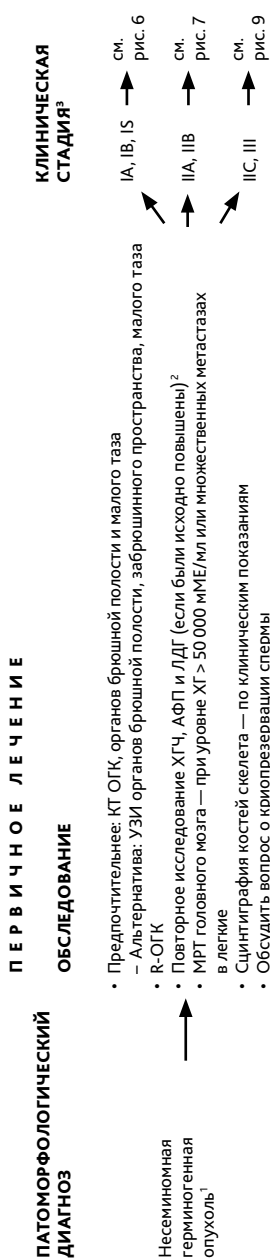 ПЕРВИЧНОЕ ЛЕЧЕНИЕ
ПАТОМОРФОЛОГИЧЕСКИЙ
ДИАГНОЗ
Несеминомная
герминогенная
опухоль¹
ОБСЛЕДОВАНИЕ
• Предпочтительнее: КТ ОГК, органов брюшной полости и малого таза
– Альтернатива: УЗИ органов брюшной полости, забрюшинного пространства, малого таза
• R-ОГК
• Повторное исследование ХГЧ, АФП и ЛДГ (если были исходно повышены)²
• МРТ головного мозга — при уровне ХГ > 50 000 мМЕ/мл или множественных метастазах
в легкие
• Сцинтиграфия костей скелета — по клиническим показаниям
• Обсудить вопрос о криопрезервации спермы
КЛИНИЧЕСКАЯ
СТАДИЯ³
IA, IB, IS
см.
рис. 6
IIA, IIB
см.
рис. 7
IIC, III
см.
рис. 9